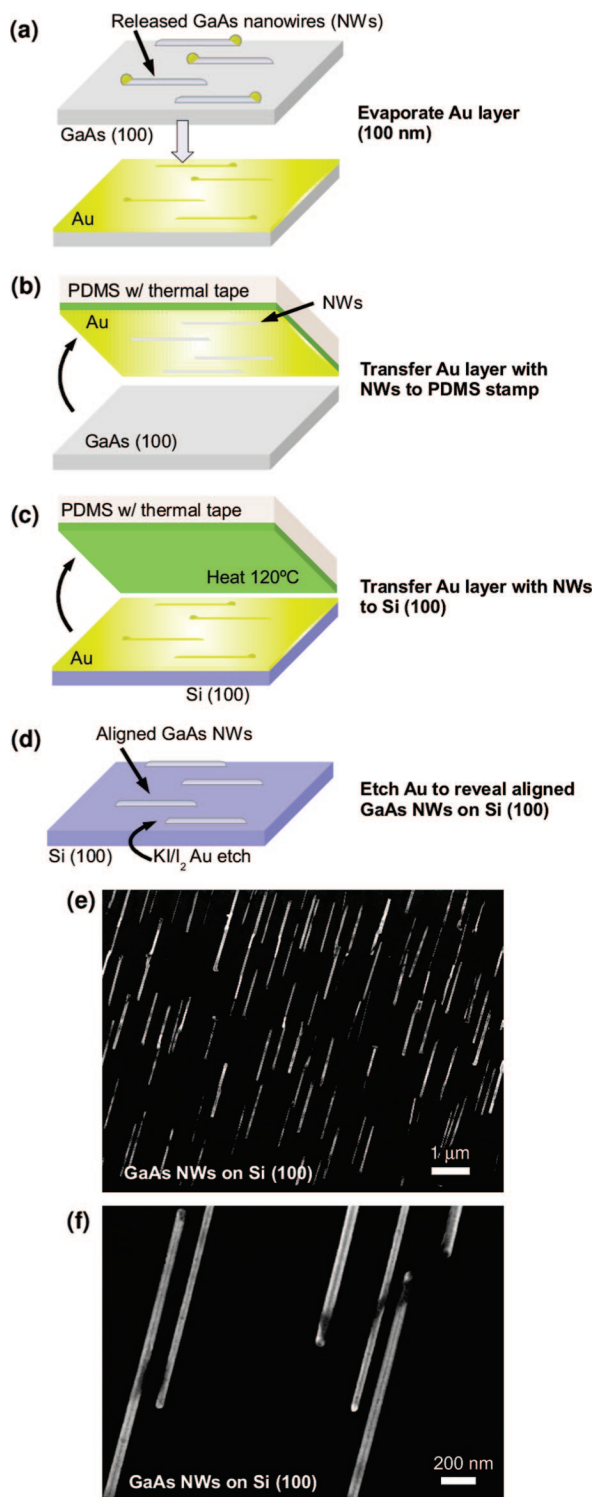 (a)
Released GaAs nanowires (NWs)
GaAs (100)
Evaporate Au layer
(100 nm)
Au
(b)
PDMS w/ thermal tape
NWs
Au
Transfer Au layer with
NWs to PDMS stamp
GaAs (100)
(c)
PDMS w/ thermal tape
Heat 120ºC
Transfer Au layer with NWs
to Si (100)
Au
Si (100)
(d)
Aligned GaAs NWs
Etch Au to reveal aligned
GaAs NWs on Si (100)
Si (100)
KI/I₂ Au etch
(e)
1 μm
GaAs NWs on Si (100)
(f)
200 nm
GaAs NWs on Si (100)